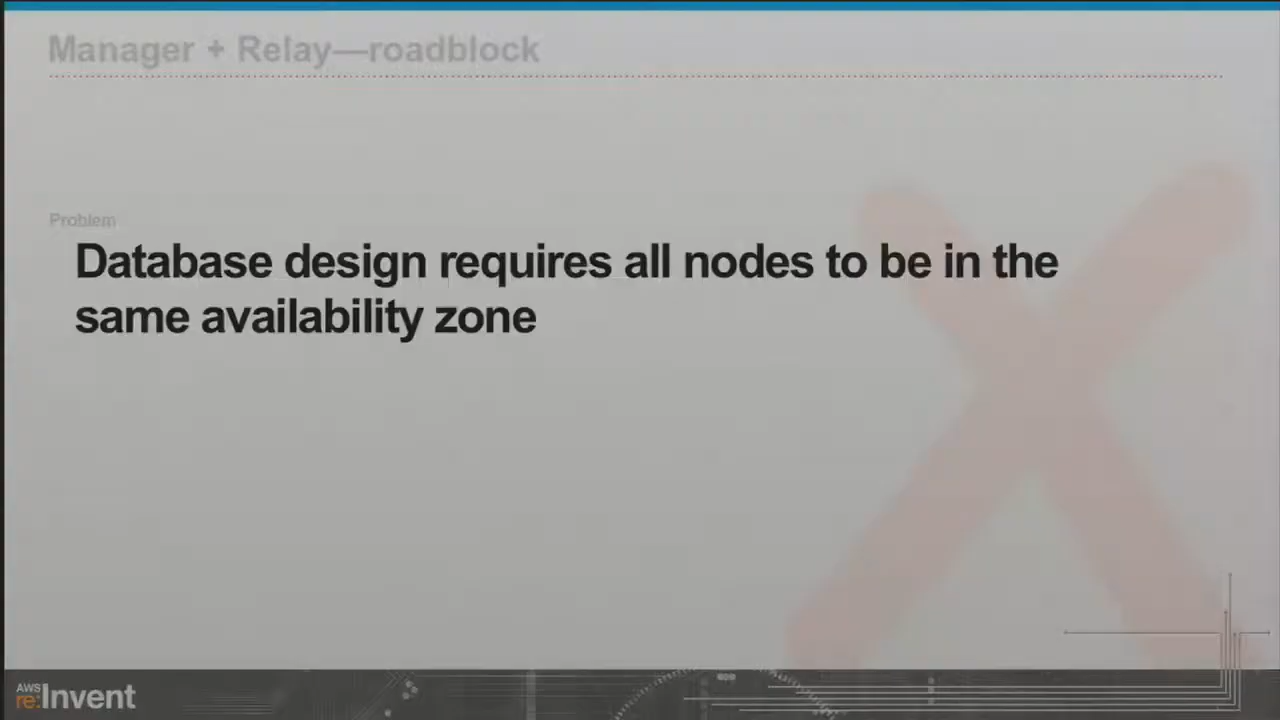 Manager + Relay—roadblock
Problem
Database design requires all nodes to be in the
same availability zone
AWS
re:Invent